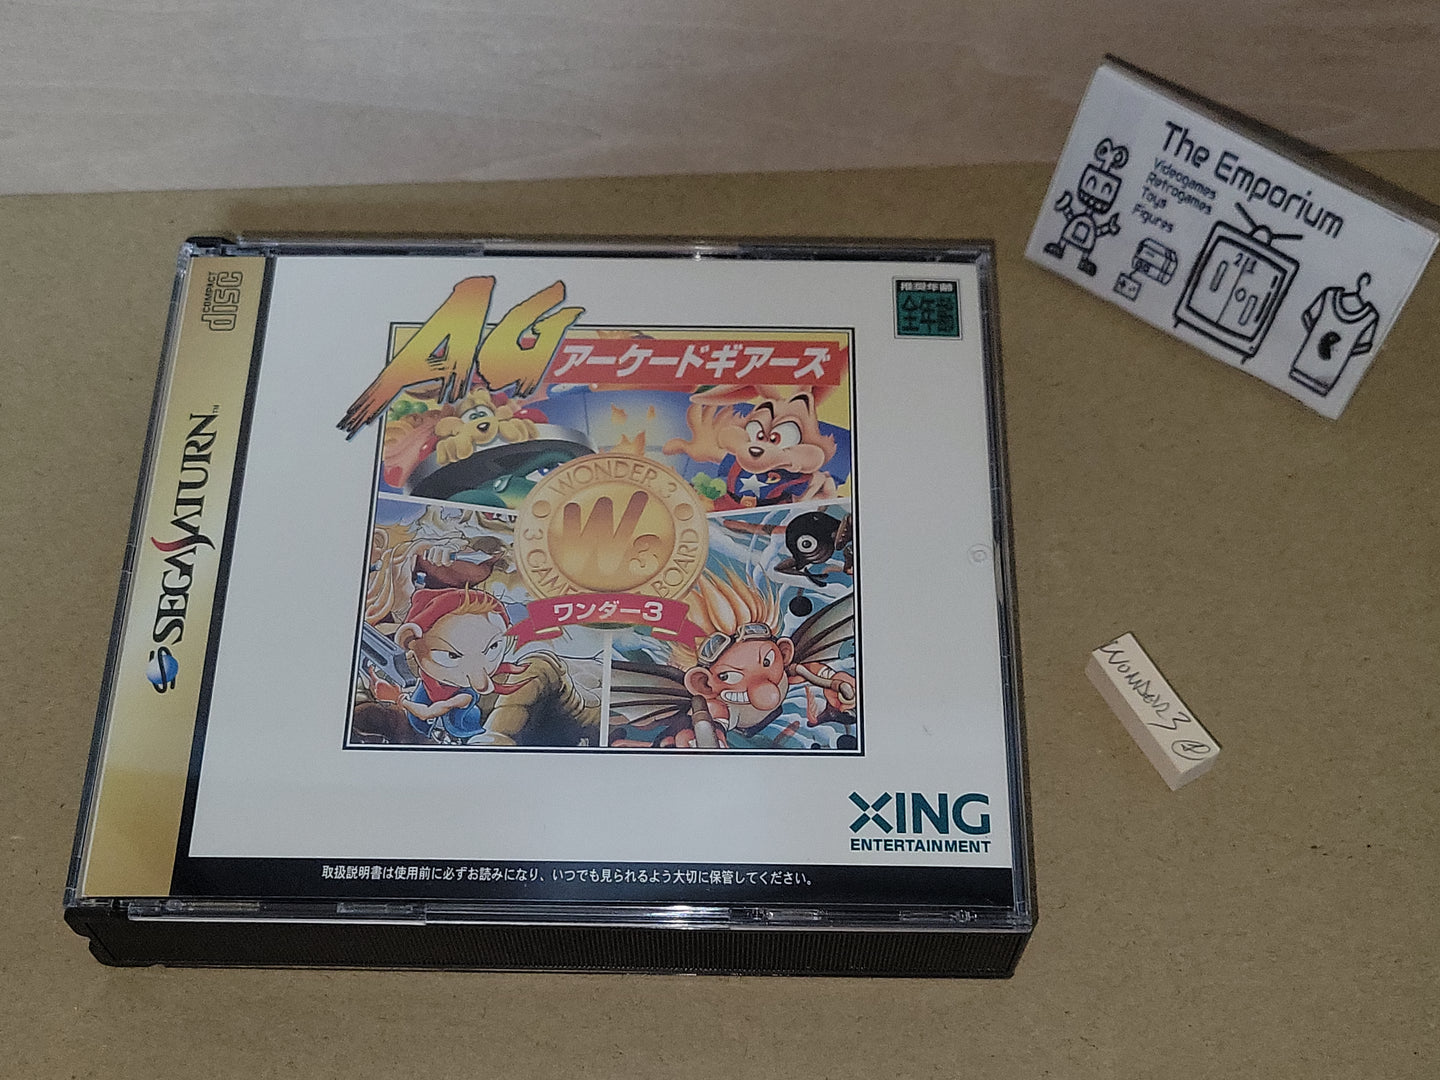 COMPACT
disc
SEGA SATURN™
AG
アーケードギアーズ
推奨年齢
全年齢
WONDER 3
W3
3 GAM
BOARD
ワンダー3
XING
ENTERTAINMENT
取扱説明書は使用前に必ずお読みになり、いつでも見られるよう大切に保管してください。
The Emporium
Videogames
Retrogames
Toys
Figures
WONDER 3